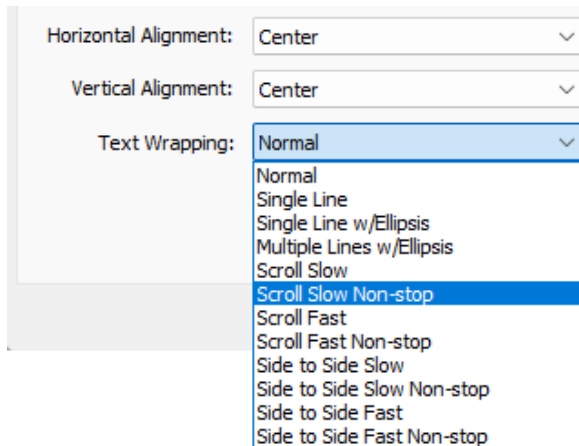 Horizontal Alignment: Center
Vertical Alignment: Center
Text Wrapping: Normal
Normal
Single Line
Single Line w/Ellipsis
Multiple Lines w/Ellipsis
Scroll Slow
Scroll Slow Non-stop
Scroll Fast
Scroll Fast Non-stop
Side to Side Slow
Side to Side Slow Non-stop
Side to Side Fast
Side to Side Fast Non-stop